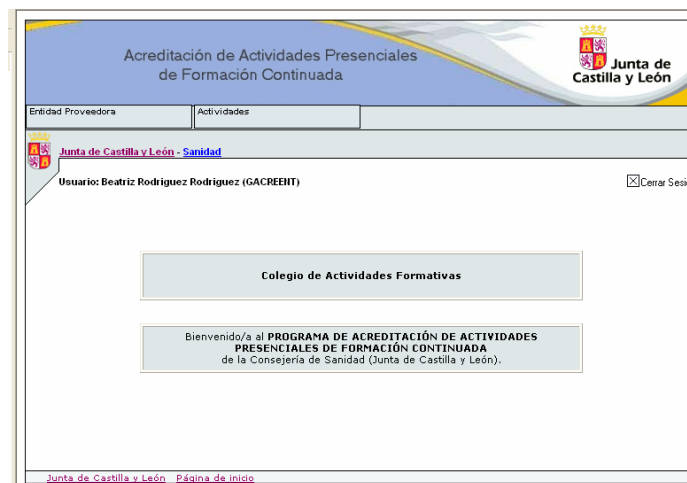 Acreditación de Actividades Presenciales
de Formación Continuada
Junta de
Castilla y León
Entidad Proveedora
Actividades
Junta de Castilla y León - Sanidad
Usuario: Beatriz Rodriguez Rodriguez (GACREENT)
Cerrar Sesi
Colegio de Actividades Formativas
Bienvenido/a al PROGRAMA DE ACREDITACIÓN DE ACTIVIDADES
PRESENCIALES DE FORMACIÓN CONTINUADA
de la Consejería de Sanidad (Junta de Castilla y León).
Junta de Castilla y León Página de inicio